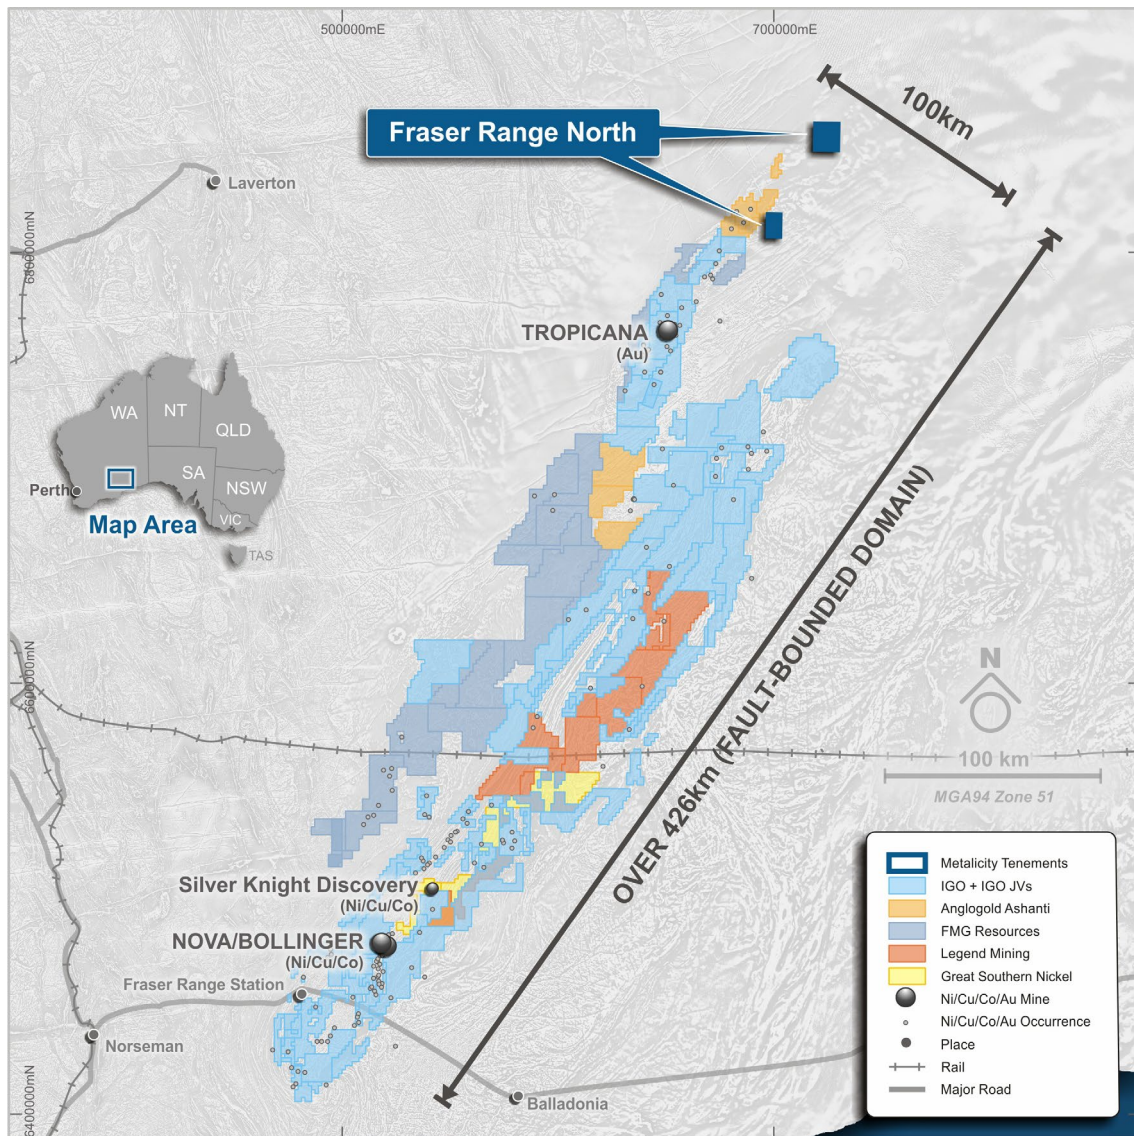 500000mE
700000mE
100km
Fraser Range North
Laverton
6800000mN
TROPICANA
(Au)
WA
NT
QLD
SA
NSW
VIC
TAS
Perth
Map Area
OVER 426km (FAULT-BOUNDED DOMAIN)
6600000mN
N
100 km
MGA94 Zone 51
Silver Knight Discovery
(Ni/Cu/Co)
NOVA/BOLLINGER
(Ni/Cu/Co)
Fraser Range Station
Norseman
Balladonia
6400000mN
Metalicity Tenements
IGO + IGO JVs
Anglogold Ashanti
FMG Resources
Legend Mining
Great Southern Nickel
Ni/Cu/Co/Au Mine
Ni/Cu/Co/Au Occurrence
Place
Rail
Major Road